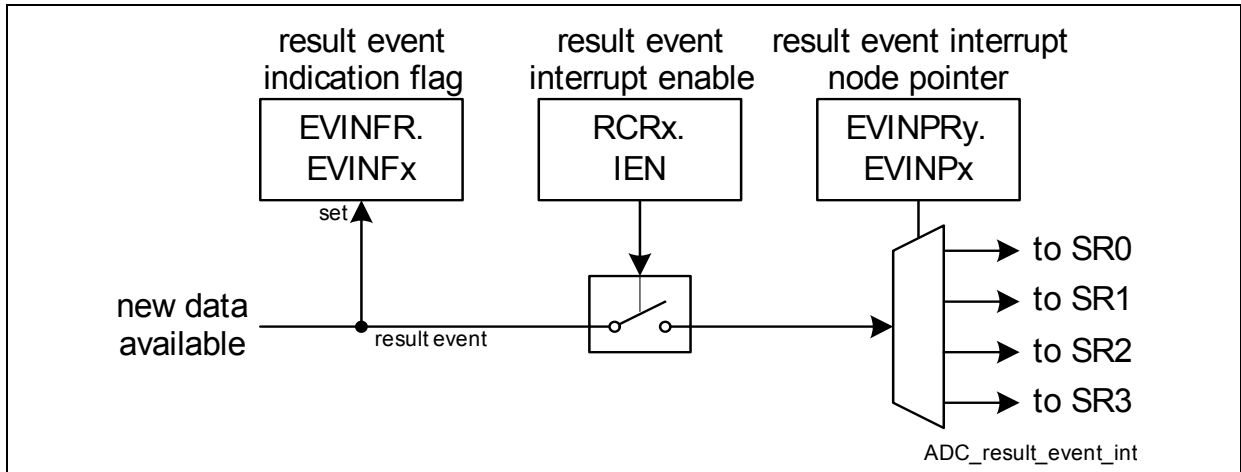 result event
indication flag
result event
interrupt enable
result event interrupt
node pointer
EVINFR.
EVINFx
RCRx.
IEN
EVINPRy.
EVINPx
set
new data
available
result event
to SR0
to SR1
to SR2
to SR3
ADC_result_event_int